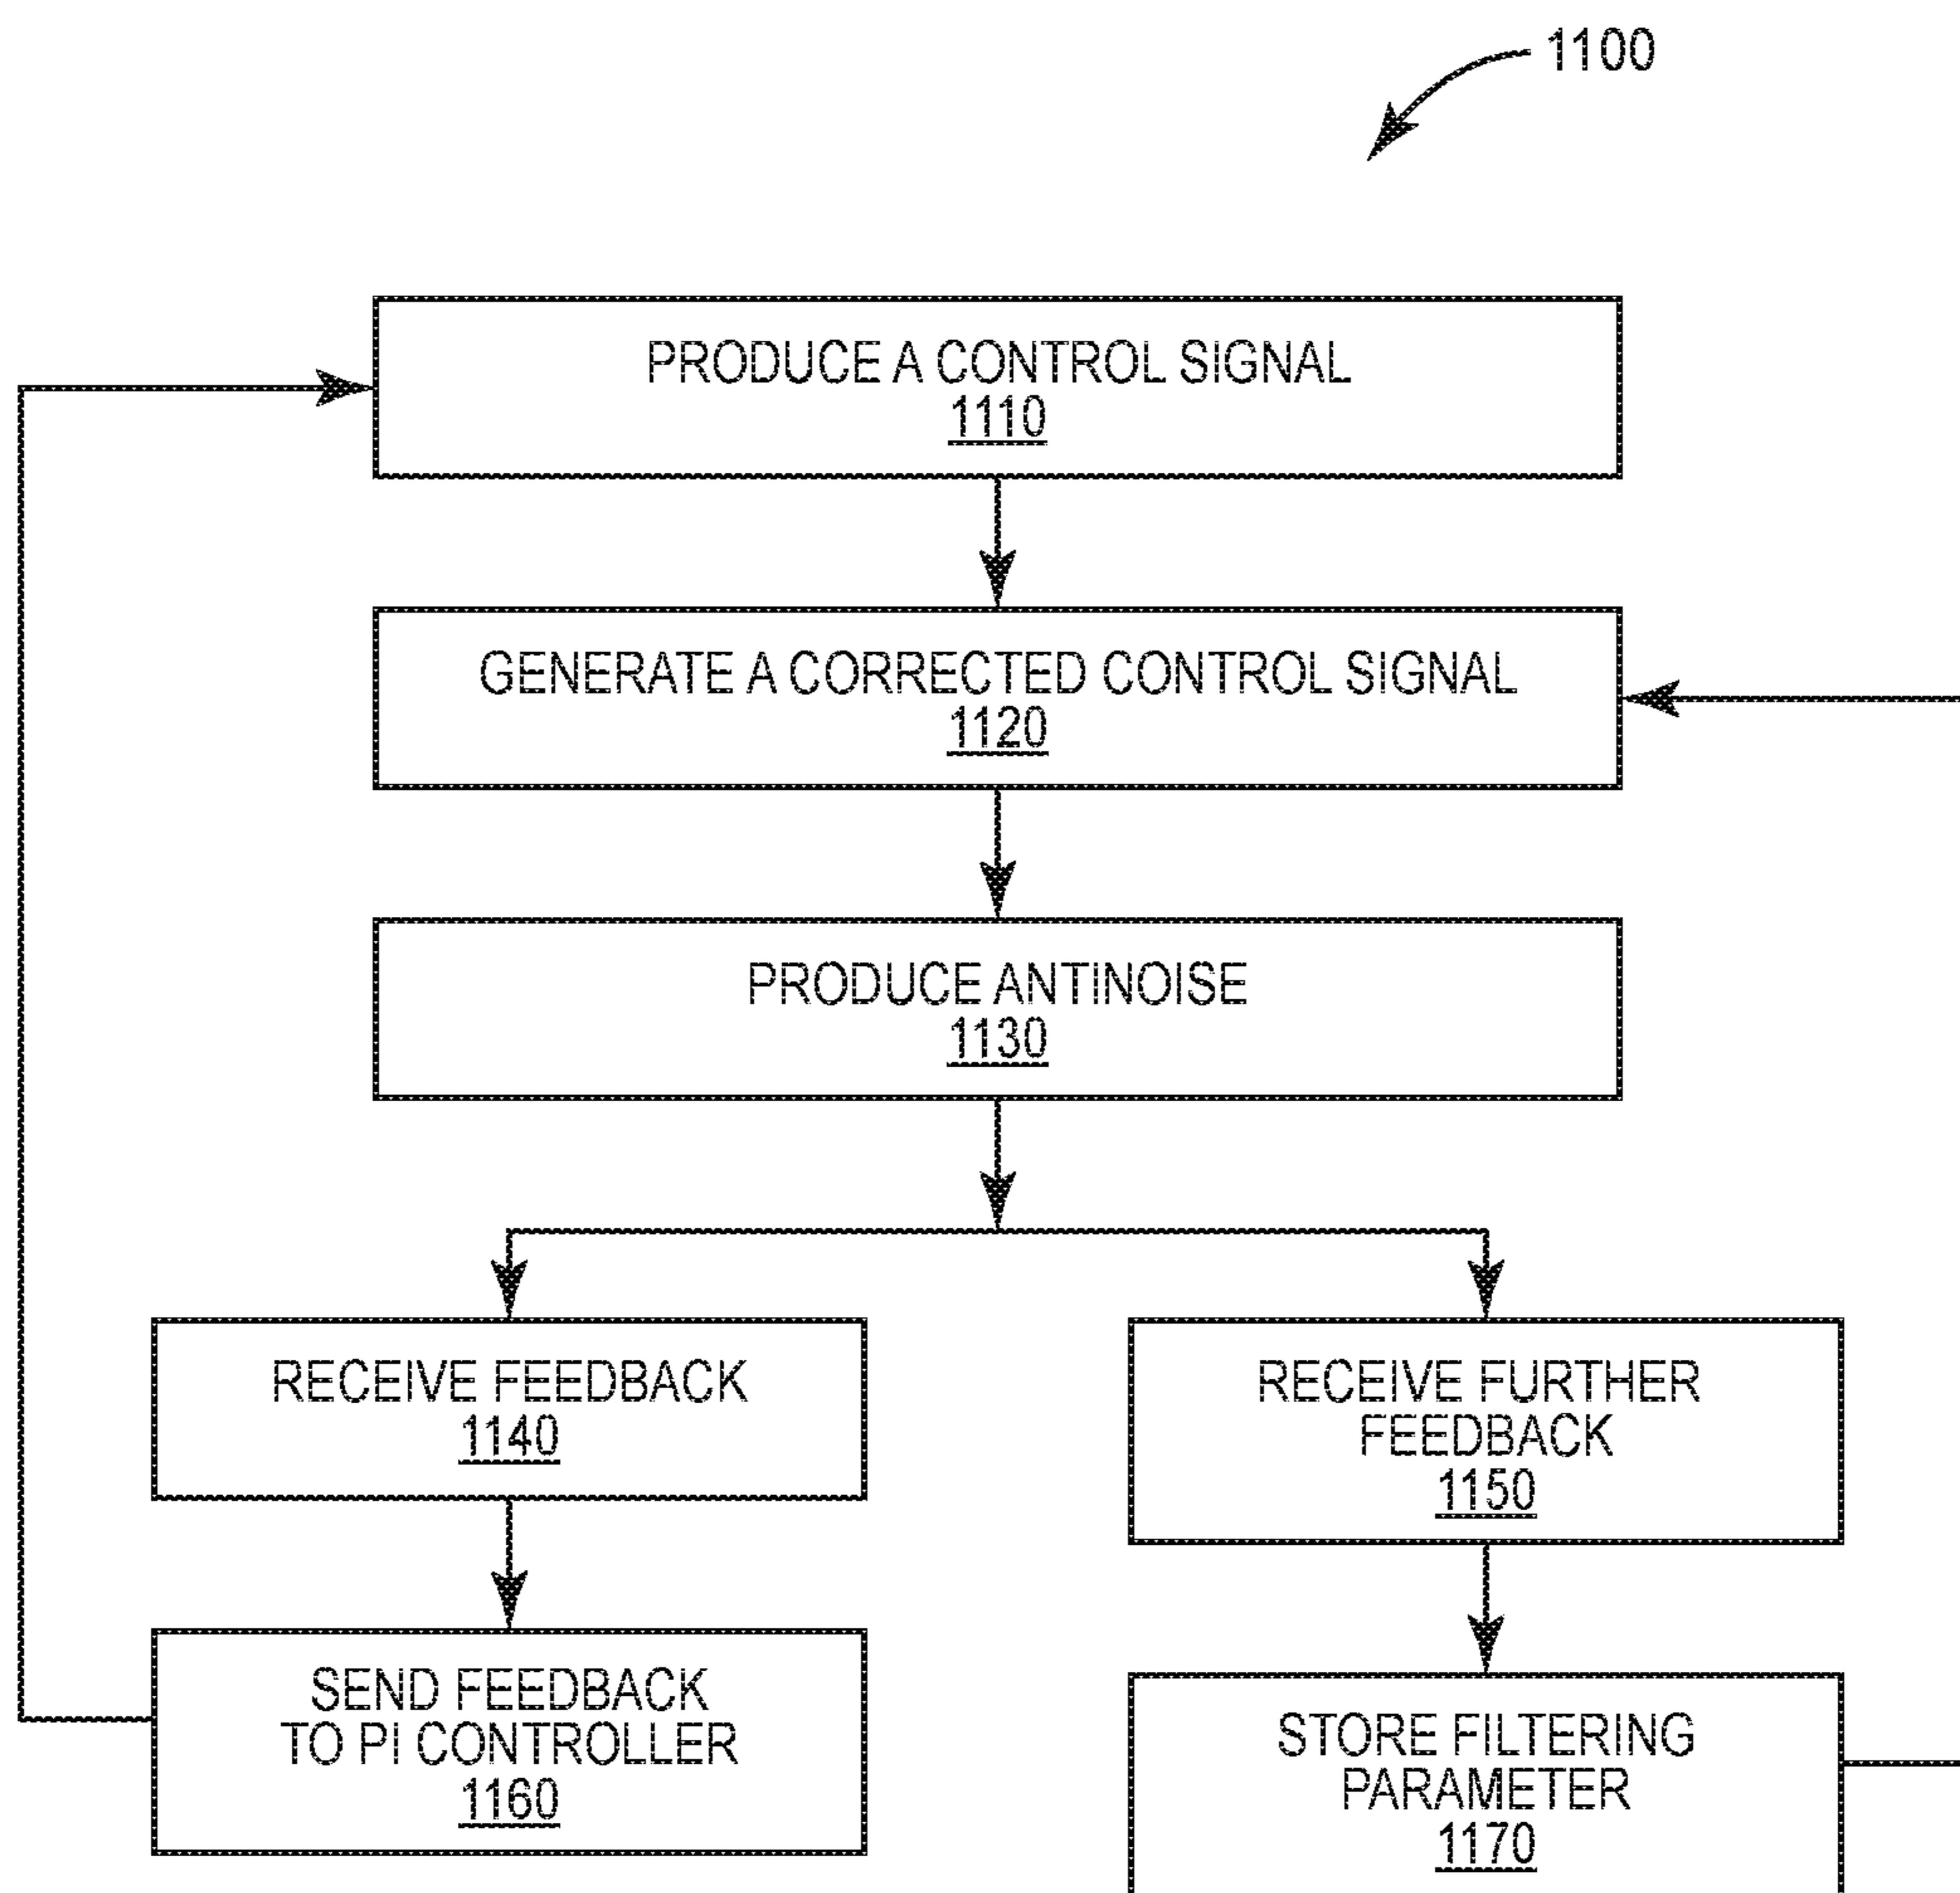 1100
PRODUCE A CONTROL SIGNAL
1110
GENERATE A CORRECTED CONTROL SIGNAL
1120
PRODUCE ANTINOISE
1130
RECEIVE FEEDBACK
1140
RECEIVE FURTHER
FEEDBACK
1150
SEND FEEDBACK
TO PI CONTROLLER
1160
STORE FILTERING
PARAMETER
1170